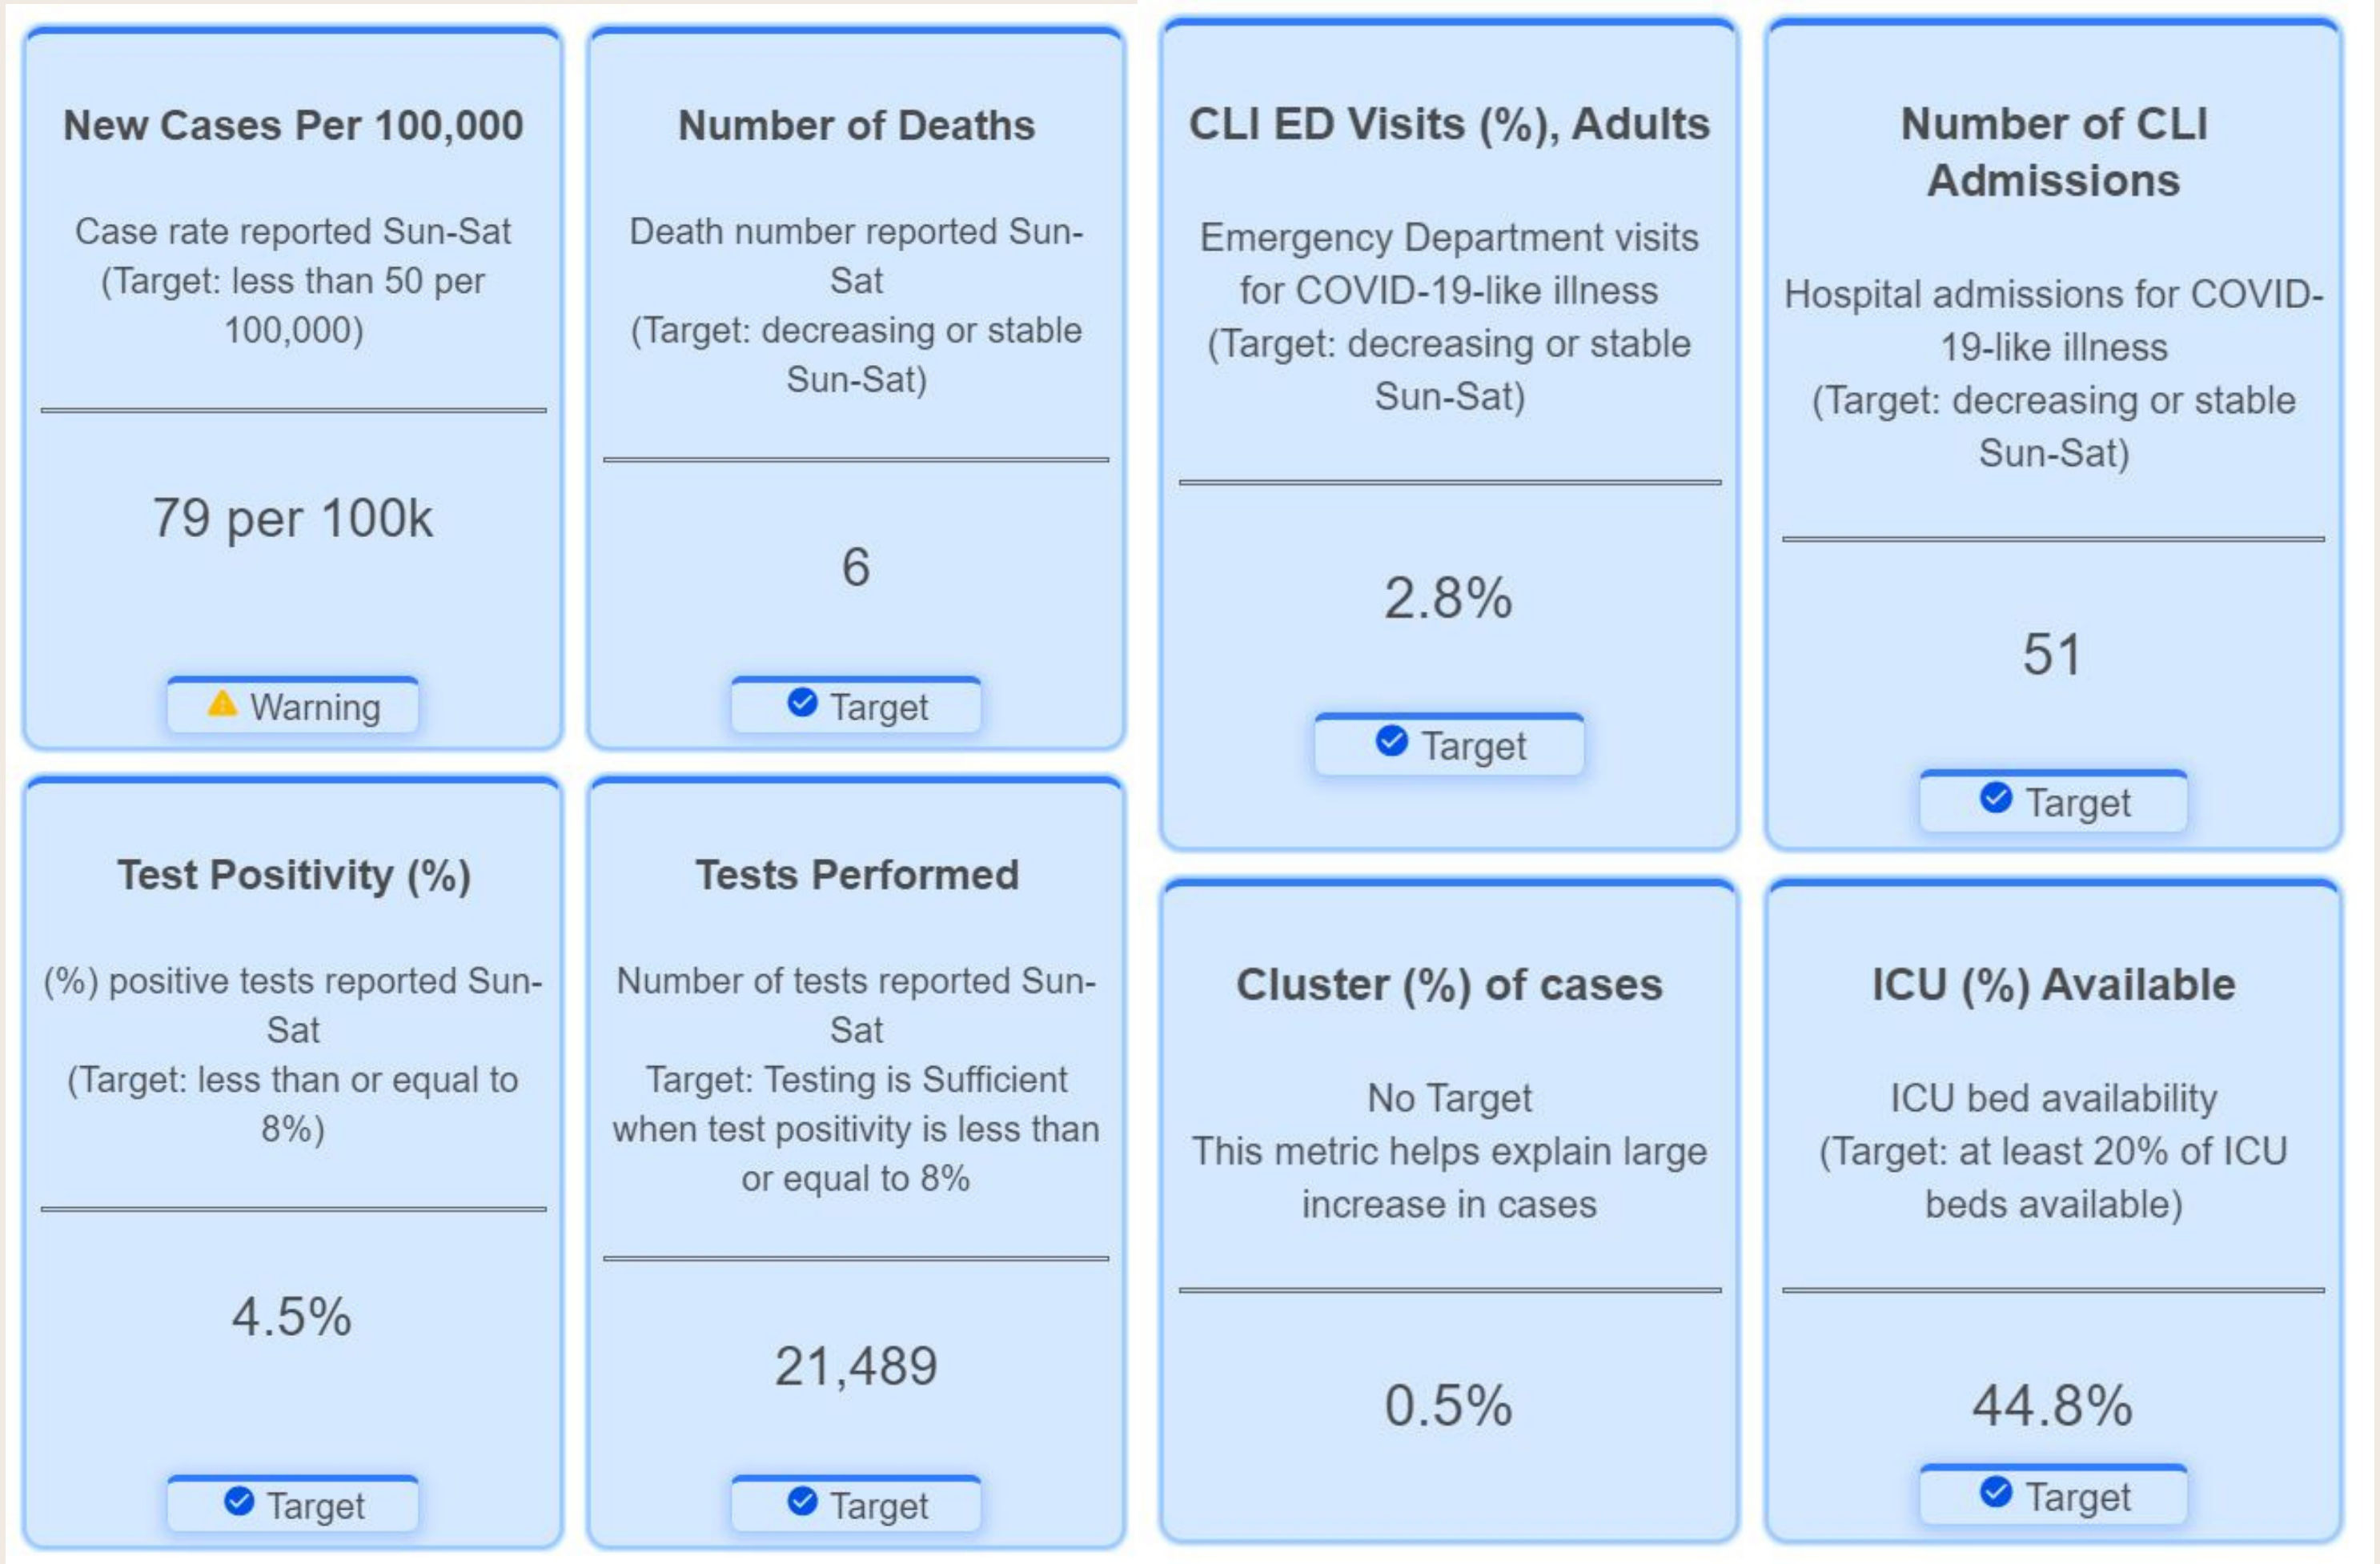 New Cases Per 100,000
Case rate reported Sun-Sat
(Target: less than 50 per
100,000)
79 per 100k
Warning
Number of Deaths
Death number reported Sun-
Sat
(Target: decreasing or stable
Sun-Sat)
6
Target
CLI ED Visits (%), Adults
Emergency Department visits
for COVID-19-like illness
(Target: decreasing or stable
Sun-Sat)
2.8%
Target
Number of CLI
Admissions
Hospital admissions for COVID-
19-like illness
(Target: decreasing or stable
Sun-Sat)
51
Target
Test Positivity (%)
(%) positive tests reported Sun-
Sat
(Target: less than or equal to
8%)
4.5%
Target
Tests Performed
Number of tests reported Sun-
Sat
Target: Testing is Sufficient
when test positivity is less than
or equal to 8%
21,489
Target
Cluster (%) of cases
No Target
This metric helps explain large
increase in cases
0.5%
ICU (%) Available
ICU bed availability
(Target: at least 20% of ICU
beds available)
44.8%
Target